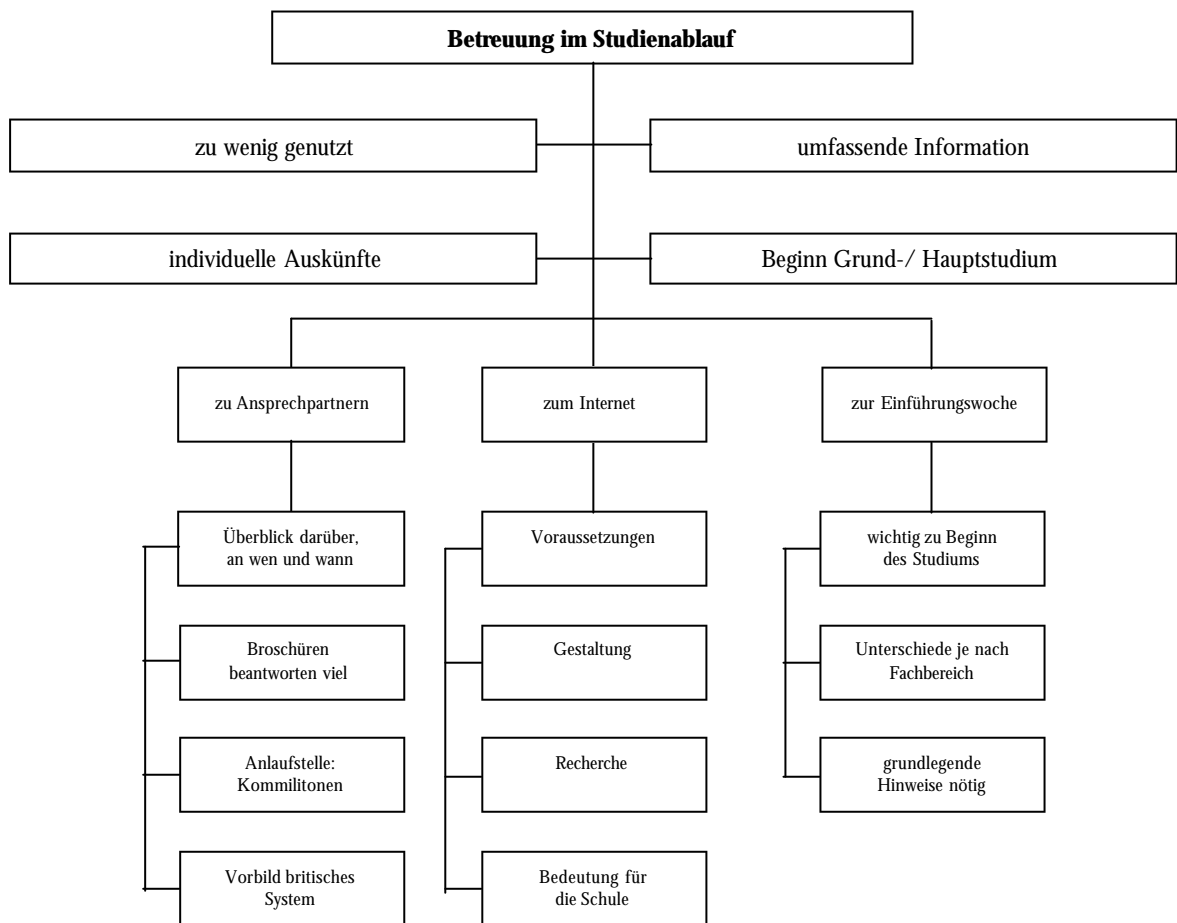 Betreuung im Studienablauf
zu wenig genutzt
umfassende Information
individuelle Auskünfte
Beginn Grund-/ Hauptstudium
zu Ansprechpartnern
zum Internet
zur Einführungswoche
Überblick darüber,
an wen und wann
Voraussetzungen
wichtig zu Beginn
des Studiums
Broschüren
beantworten viel
Gestaltung
Unterschiede je nach
Fachbereich
Anlaufstelle:
Kommilitonen
Recherche
grundlegende
Hinweise nötig
Vorbild britisches
System
Bedeutung für
die Schule